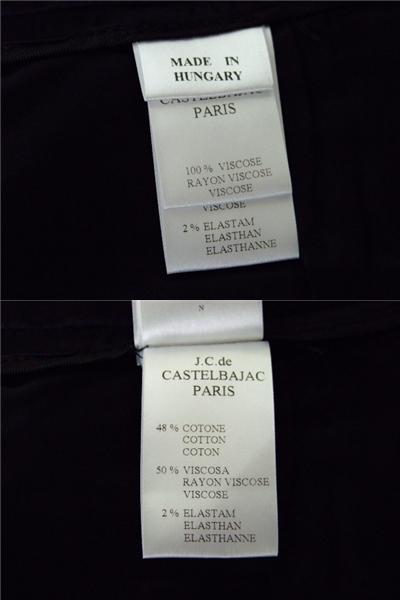 MADE IN
HUNGARY
CASTELBAJAC
PARIS
100 % VISCOSE
RAYON VISCOSE
VISCOSE
VISCOSE
2 % ELASTAM
ELASTHAN
ELASTHANNE
N
J.C.de
CASTELBAJAC
PARIS
48 % COTONE
COTTON
COTON
50 % VISCOSA
RAYON VISCOSE
VISCOSE
2 % ELASTAM
ELASTHAN
ELASTHANNE